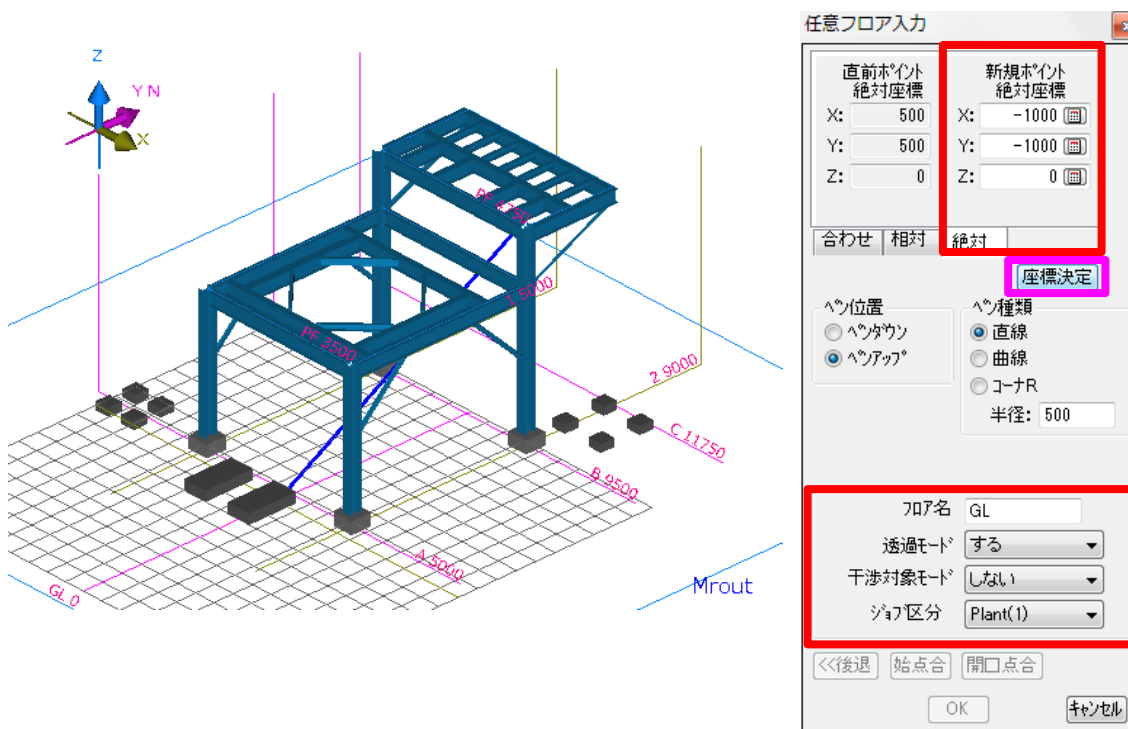 Z
Y N
X
PF 4750
1 5000
PF 3500
2 9000
C 11750
B 9500
A 5000
GL 0
Mrout
任意フロア入力
直前ポイント
絶対座標
新規ポイント
絶対座標
X: 500 X: -1000
Y: 500 Y: -1000
Z: 0 Z: 0
合わせ 相対 絶対
座標決定
ペン位置
ペンダウン
ペンアップ
ペン種類
直線
曲線
コーナR
半径: 500
フロア名 GL
透過モード する
干渉対象モード しない
ジョブ区分 Plant(1)
<<後退 始点合 開口点合
OK キャンセル